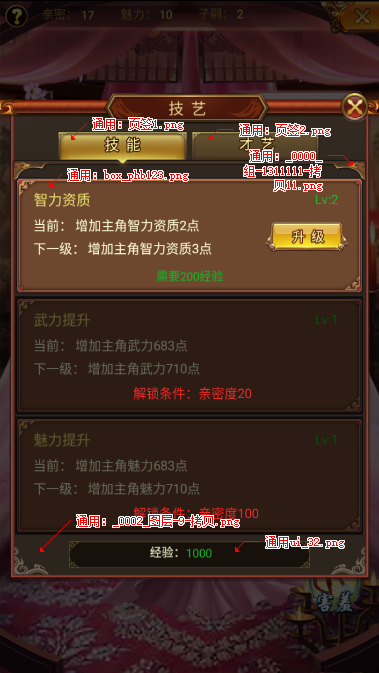 亲密： 17 魅力： 10 子嗣： 2
技艺
通用：页签1.png
通用：页签2.png
技能
才艺
通用：_0000_
组-1311111-拷
贝11.png
通用：box_phb123.png
智力资质 Lv:2
当前： 增加主角智力资质2点
下一级： 增加主角智力资质3点
升级
需要200经验
武力提升 Lv:1
当前： 增加主角武力683点
下一级： 增加主角武力710点
解锁条件：亲密度20
魅力提升 Lv:1
当前： 增加主角魅力683点
下一级： 增加主角魅力710点
解锁条件：亲密度100
通用：_0002_图层-9-拷贝.png
通用ui_32.png
经验：1000
害羞